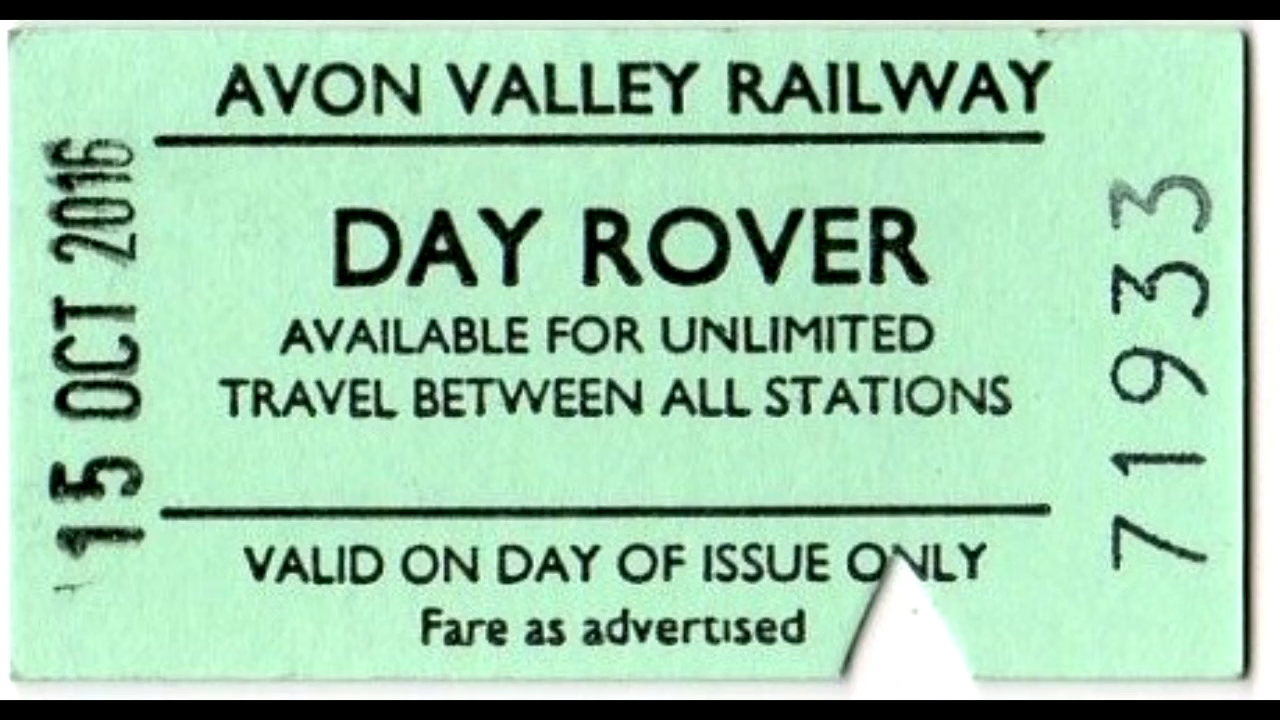 AVON VALLEY RAILWAY
15 OCT 2016
DAY ROVER
AVAILABLE FOR UNLIMITED
TRAVEL BETWEEN ALL STATIONS
71933
VALID ON DAY OF ISSUE ONLY
Fare as advertised